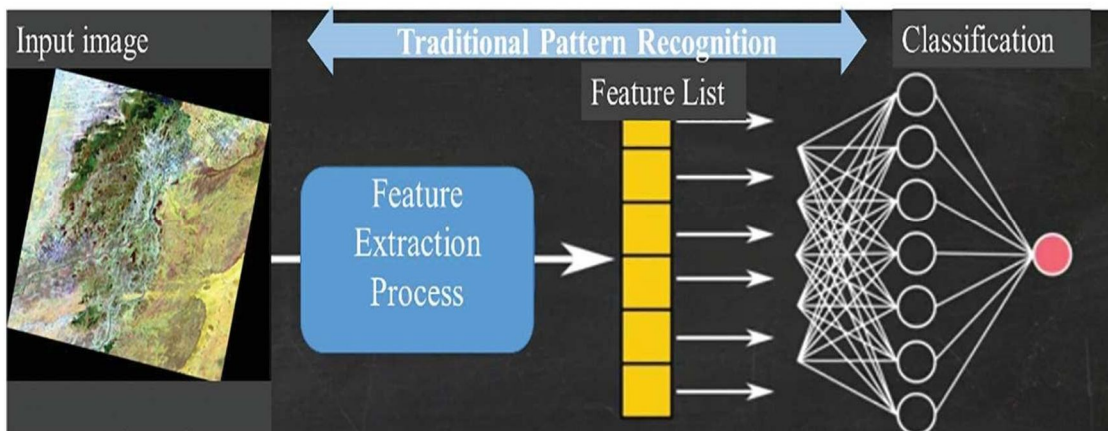 Input image
Traditional Pattern Recognition
Classification
Feature List
Feature
Extraction
Process